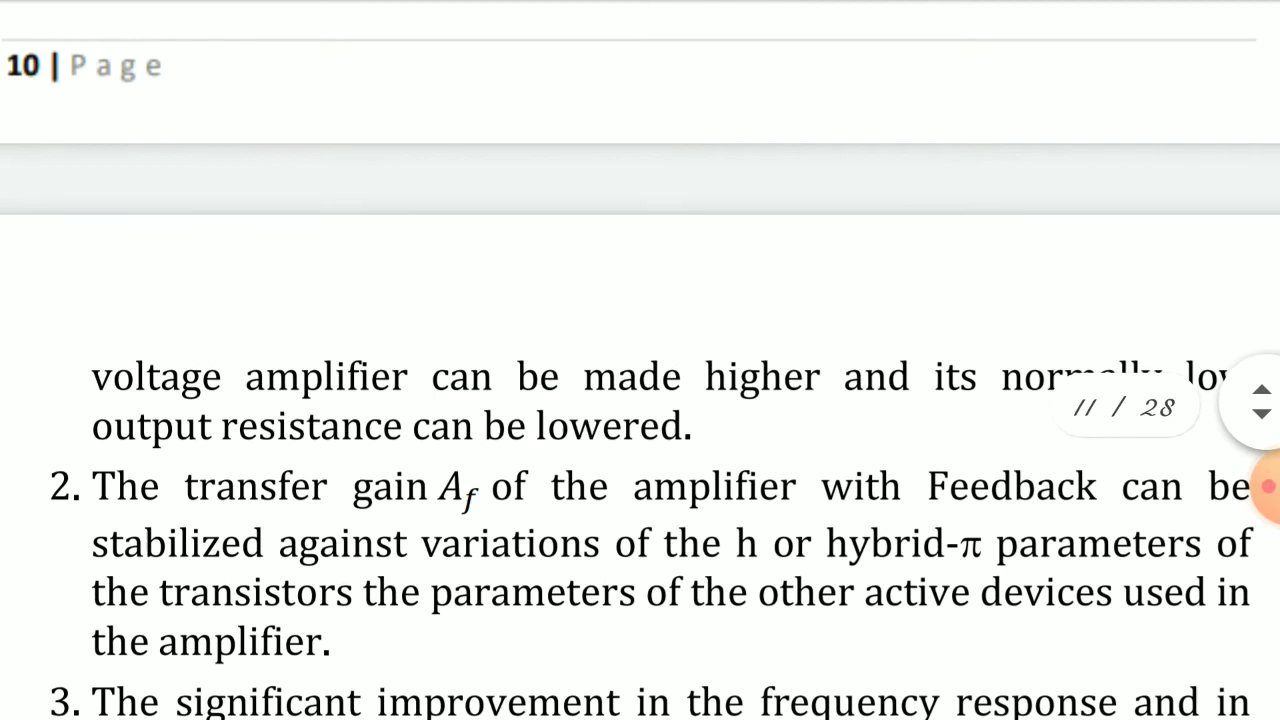 10 | P a g e
voltage amplifier can be made higher and its
output resistance can be lowered.
11 / 28
2. The transfer gain A_f of the amplifier with Feedback can be
stabilized against variations of the h or hybrid-π parameters of
the transistors the parameters of the other active devices used in
the amplifier.
3. The significant improvement in the frequency response and in